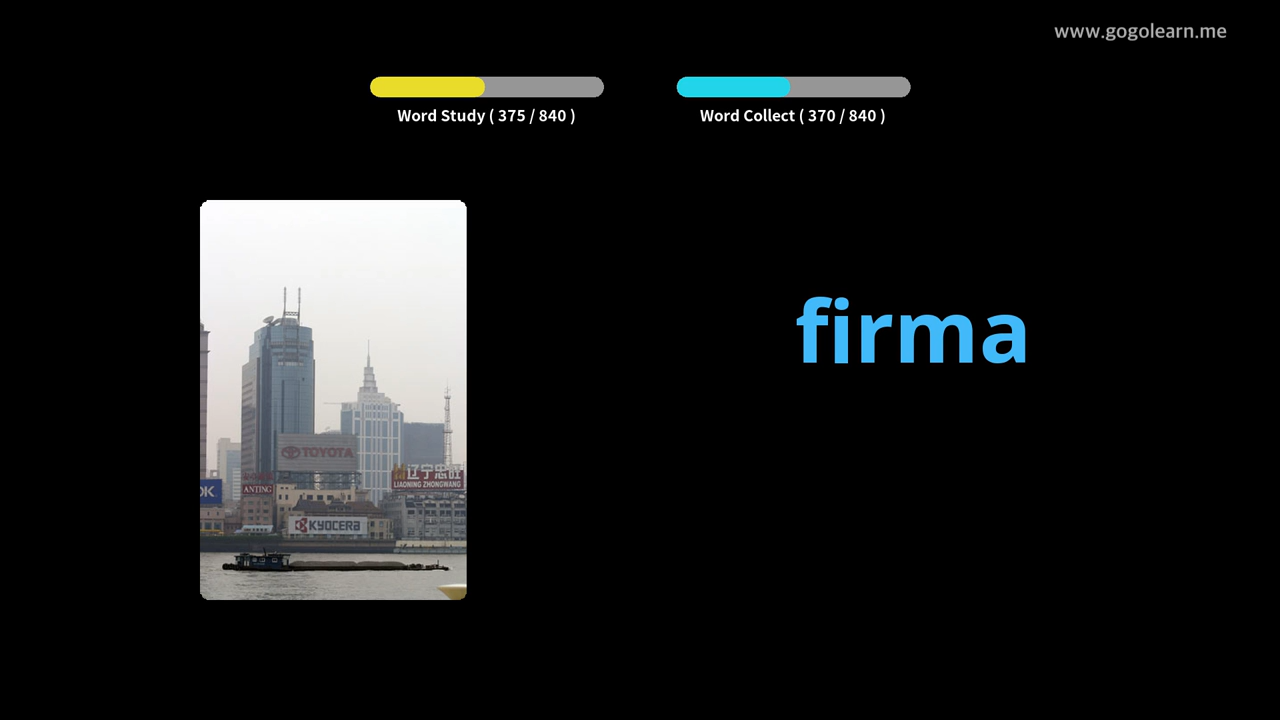 www.gogolearn.me
Word Study ( 375 / 840 )
Word Collect ( 370 / 840 )
firma
TOYOTA
辽宁忠旺
LIAONING ZHONGWANG
OK
ANTING
KYOCERA